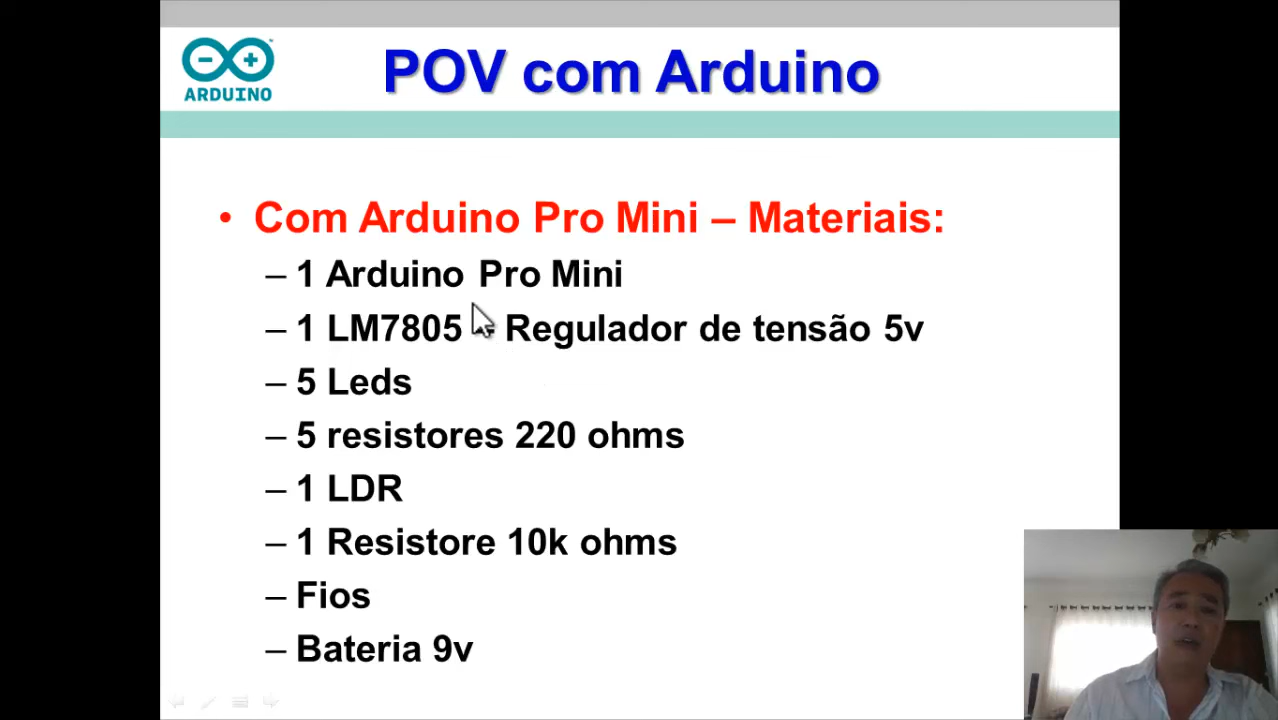 ARDUINO
POV com Arduino
• Com Arduino Pro Mini – Materiais:
– 1 Arduino Pro Mini
– 1 LM7805 - Regulador de tensão 5v
– 5 Leds
– 5 resistores 220 ohms
– 1 LDR
– 1 Resistore 10k ohms
– Fios
– Bateria 9v